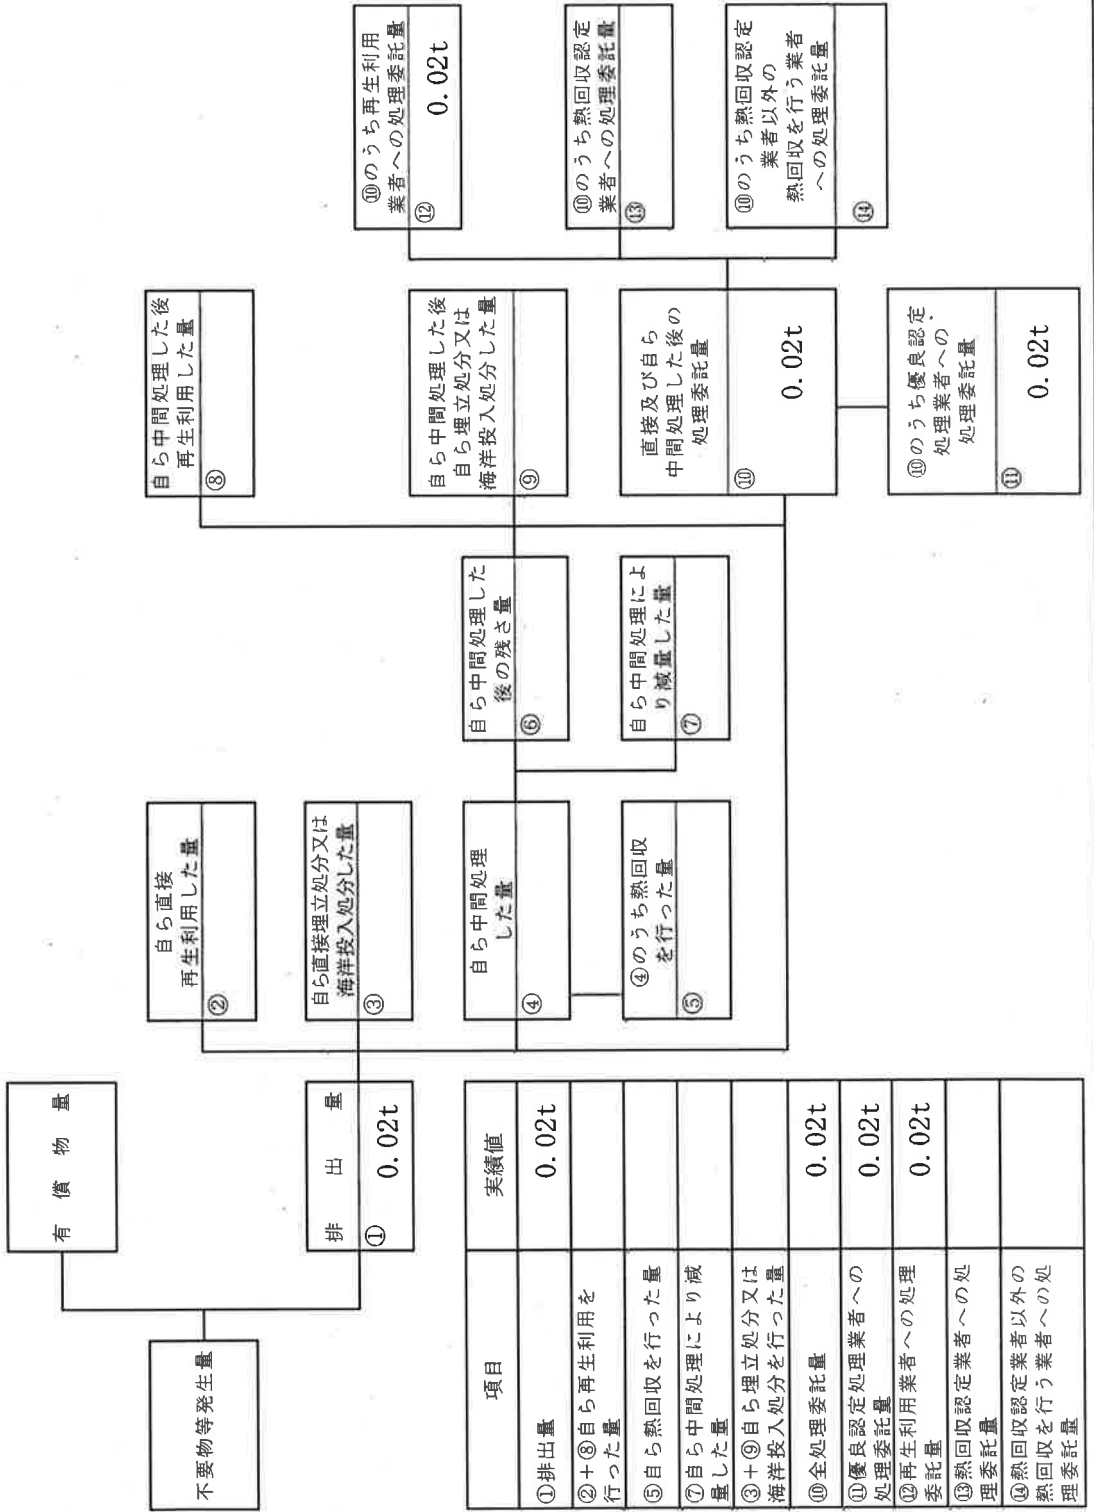 不要物等発生量
有償物量
排出量
① 0.02t
自ら直接
再生利用した量
②
自ら直接埋立処分又は
海洋投入処分した量
③
自ら中間処理
した量
④
④のうち熱回収
を行った量
⑤
自ら中間処理した
後の残さ量
⑥
自ら中間処理によ
り減量した量
⑦
自ら中間処理した後
再生利用した量
⑧
自ら中間処理した後
自ら埋立処分又は
海洋投入処分した量
⑨
直接及び自ら
中間処理した後の
処理委託量
⑩
0.02t
⑩のうち優良認定
処理業者への
処理委託量
⑪
0.02t
⑩のうち再生利用
業者への処理委託量
⑫
0.02t
⑩のうち熱回収認定
業者への処理委託量
⑬
⑩のうち熱回収認定
業者以外の
熱回収を行う業者
への処理委託量
⑭
項目 実績値
①排出量 0.02t
②+⑧自ら再生利用を
行った量
⑤自ら熱回収を行った量
⑦自ら中間処理により減
量した量
③+⑨自ら埋立処分又は
海洋投入処分を行った量
⑩全処理委託量 0.02t
⑪優良認定処理業者への
処理委託量 0.02t
⑫再生利用業者への処理
委託量 0.02t
⑬熱回収認定業者への処
理委託量
⑭熱回収認定業者以外の
熱回収を行う業者への処
理委託量